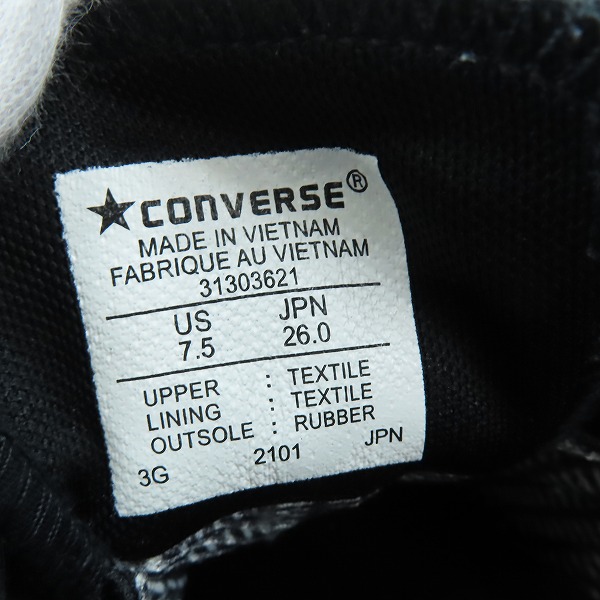 ★CONVERSE®
MADE IN VIETNAM
FABRIQUE AU VIETNAM
31303621
US JPN
7.5 26.0
UPPER : TEXTILE
LINING : TEXTILE
OUTSOLE : RUBBER
3G 2101 JPN